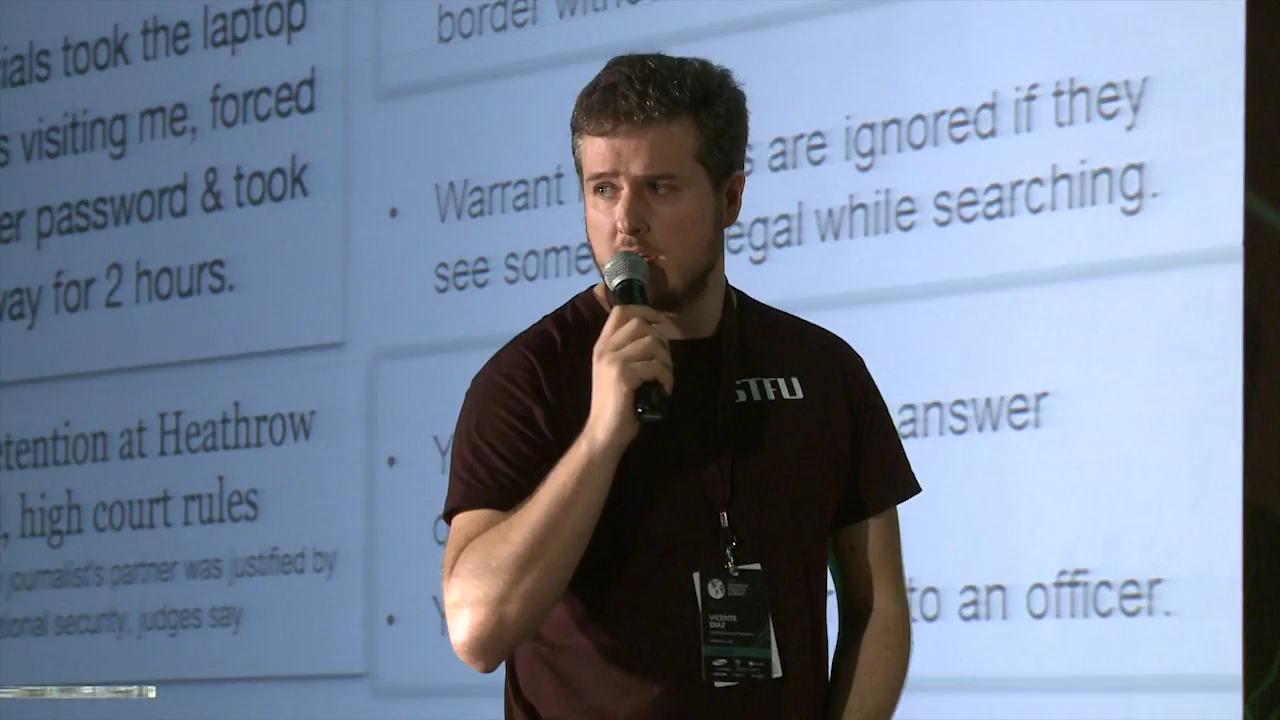 ials took the laptop
s visiting me, forced
er password & took
way for 2 hours.
etention at Heathrow
, high court rules
journalist's partner was justified by
tional security, judges say
border witho
• Warrant s are ignored if they
see some egal while searching.
• Y answer
• Y to an officer.
STFU
VICENTE
DIAZ